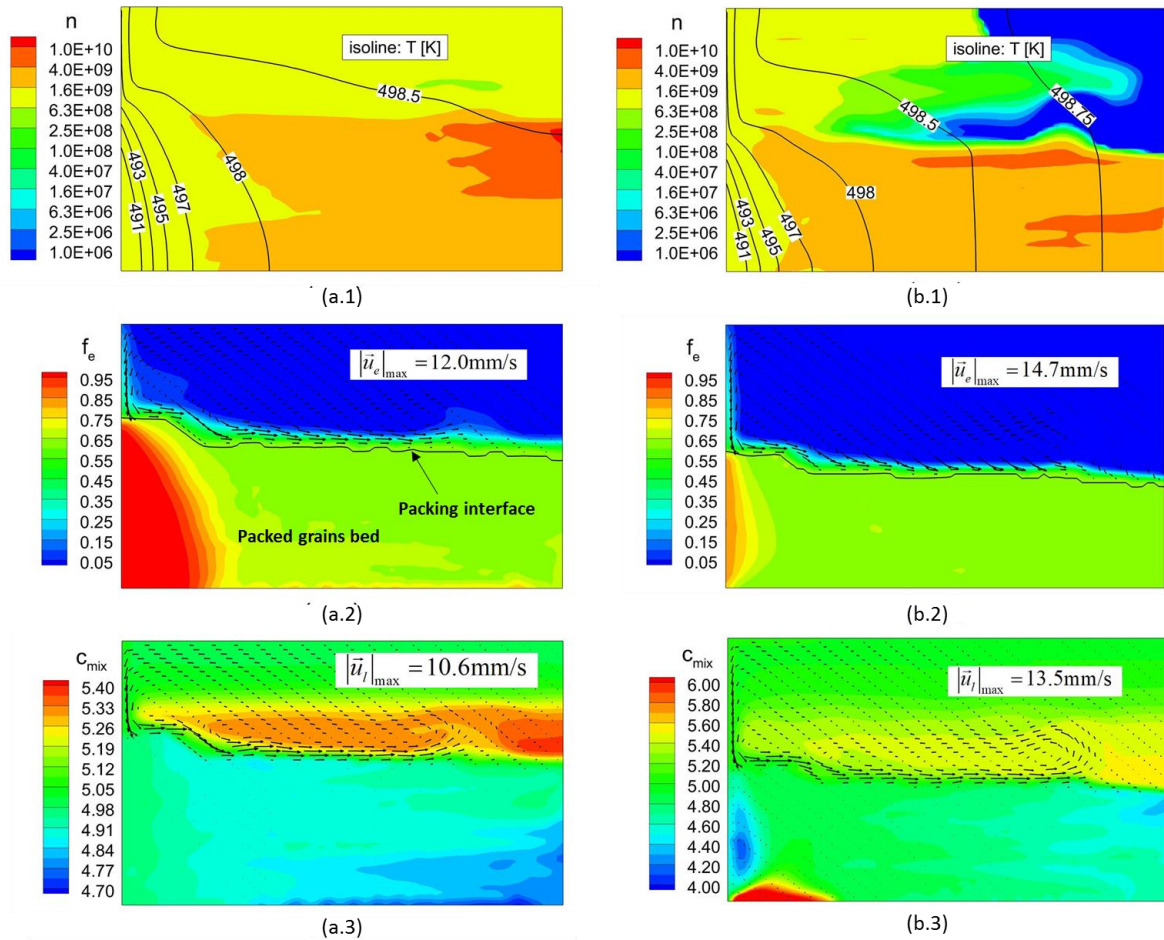 n
1.0E+10
4.0E+09
1.6E+09
6.3E+08
2.5E+08
1.0E+08
4.0E+07
1.6E+07
6.3E+06
2.5E+06
1.0E+06
isoline: T [K]
498.5
498
497
495
493
491
(a.1)
n
1.0E+10
4.0E+09
1.6E+09
6.3E+08
2.5E+08
1.0E+08
4.0E+07
1.6E+07
6.3E+06
2.5E+06
1.0E+06
isoline: T [K]
498.75
498.5
498
497
495
493
491
(b.1)
fe
0.95
0.85
0.75
0.65
0.55
0.45
0.35
0.25
0.15
0.05
|u⃗e|max = 12.0mm/s
Packing interface
Packed grains bed
(a.2)
fe
0.95
0.85
0.75
0.65
0.55
0.45
0.35
0.25
0.15
0.05
|u⃗e|max = 14.7mm/s
(b.2)
cmix
5.40
5.33
5.26
5.19
5.12
5.05
4.98
4.91
4.84
4.77
4.70
|u⃗l|max = 10.6mm/s
(a.3)
cmix
6.00
5.80
5.60
5.40
5.20
5.00
4.80
4.60
4.40
4.20
4.00
|u⃗l|max = 13.5mm/s
(b.3)